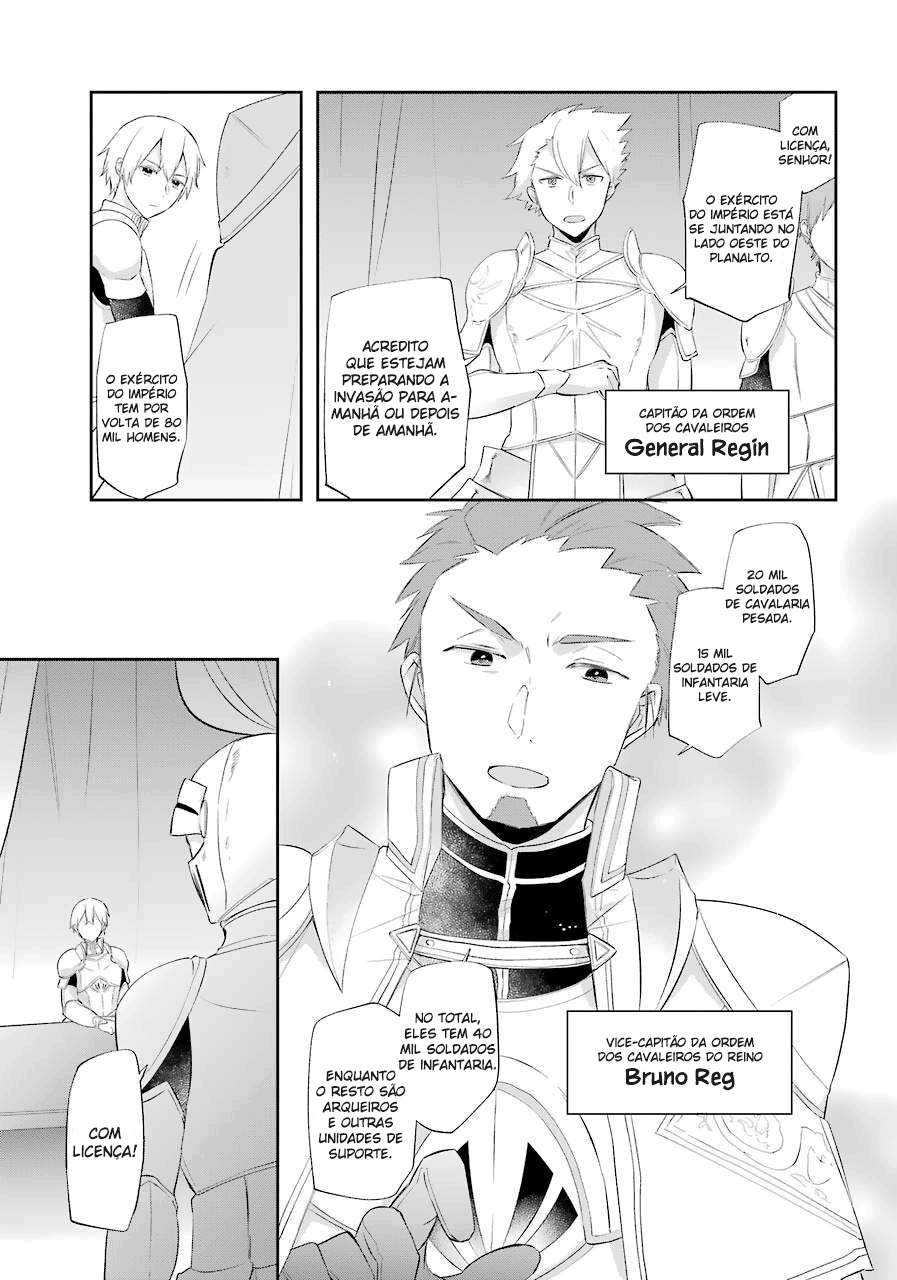 COM
LICENÇA,
SENHOR!
O EXÉRCITO
DO IMPÉRIO ESTÁ
SE JUNTANDO NO
LADO OESTE DO
PLANALTO.
ACREDITO
QUE ESTEJAM
PREPARANDO A
INVASÃO PARA A-
MANHÃ OU DEPOIS
DE AMANHÃ.
CAPITÃO DA ORDEM
DOS CAVALEIROS
General Regin
O EXÉRCITO
DO IMPÉRIO
TEM POR
VOLTA DE 80
MIL HOMENS.
20 MIL
SOLDADOS
DE CAVALARIA
PESADA.
15 MIL
SOLDADOS DE
INFANTARIA
LEVE.
NO TOTAL,
ELES TEM 40
MIL SOLDADOS
DE INFANTARIA.
ENQUANTO
O RESTO SÃO
ARQUEIROS
E OUTRAS
UNIDADES DE
SUPORTE.
VICE-CAPITÃO DA ORDEM
DOS CAVALEIROS DO REINO
Bruno Reg
COM
LICENÇA!